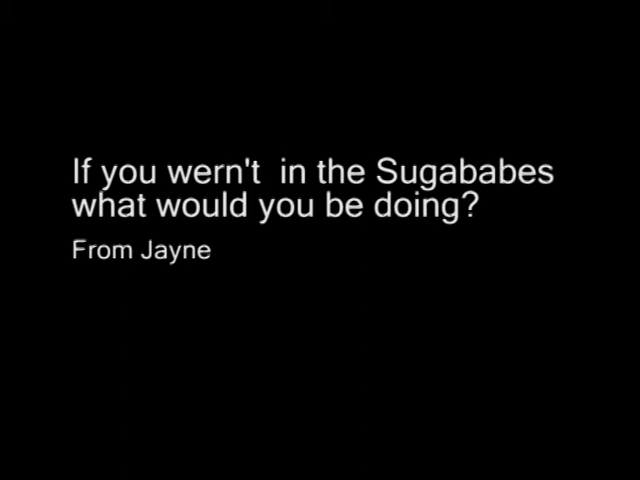 If you wern't  in the Sugababes
what would you be doing?
From Jayne